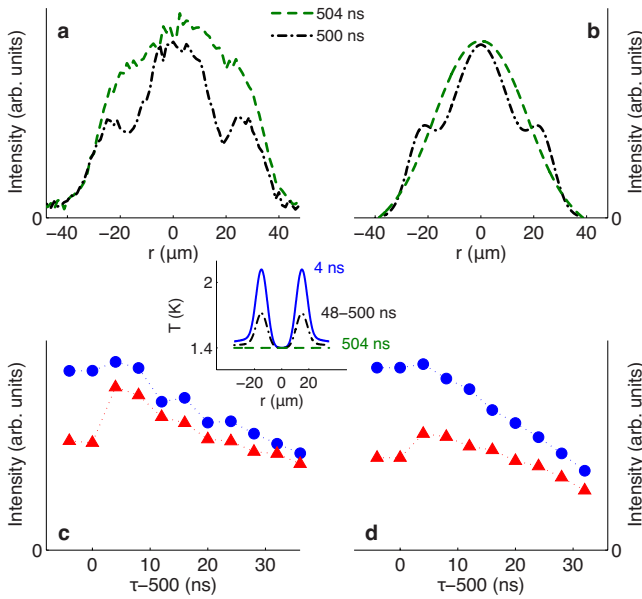 a
504 ns
500 ns
b
Intensity (arb. units)
Intensity (arb. units)
0
0
−40
−20
0
20
40
−40
−20
0
20
40
r (μm)
r (μm)
4 ns
2
T (K)
48−500 ns
1.4
504 ns
−20
0
20
r (μm)
Intensity (arb. units)
Intensity (arb. units)
c
d
0
0
0
10
20
30
0
10
20
30
τ−500 (ns)
τ−500 (ns)